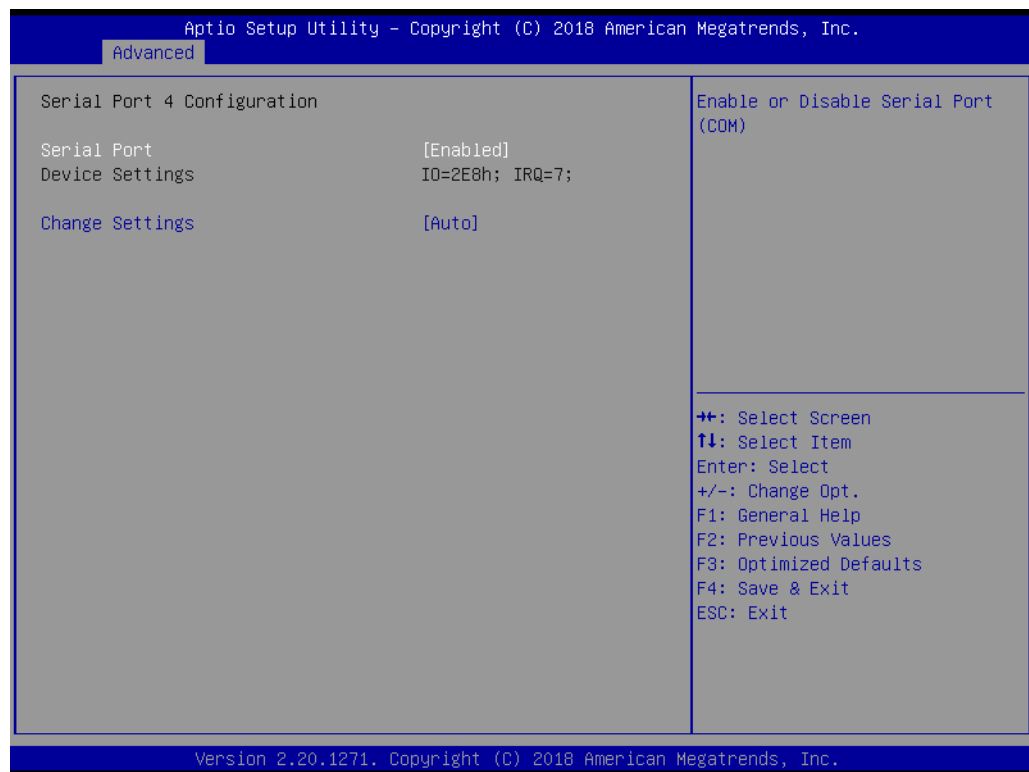 Aptio Setup Utility – Copyright (C) 2018 American Megatrends, Inc.
Advanced
Serial Port 4 Configuration
Serial Port [Enabled]
Device Settings IO=2E8h; IRQ=7;
Change Settings [Auto]
Enable or Disable Serial Port
(COM)
→←: Select Screen
↑↓: Select Item
Enter: Select
+/-: Change Opt.
F1: General Help
F2: Previous Values
F3: Optimized Defaults
F4: Save & Exit
ESC: Exit
Version 2.20.1271. Copyright (C) 2018 American Megatrends, Inc.